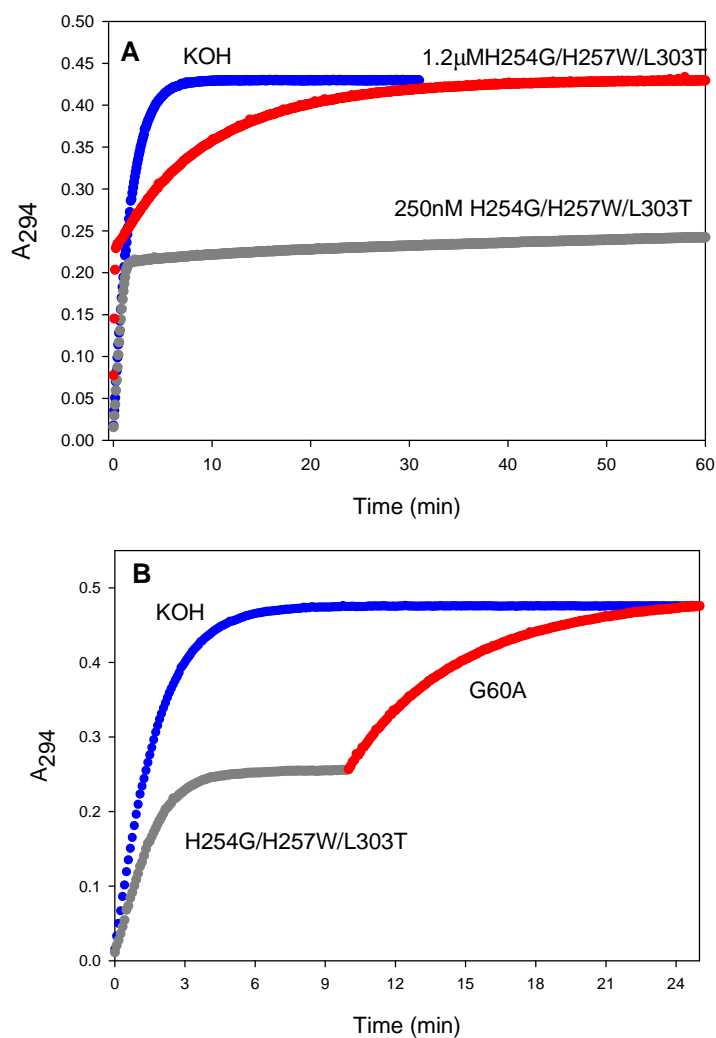 A
KOH
1.2μMH254G/H257W/L303T
250nM H254G/H257W/L303T
A294
0.50
0.45
0.40
0.35
0.30
0.25
0.20
0.15
0.10
0.05
0.00
0 10 20 30 40 50 60
Time (min)
B
KOH
G60A
H254G/H257W/L303T
A294
0.5
0.4
0.3
0.2
0.1
0.0
0 3 6 9 12 15 18 21 24
Time (min)